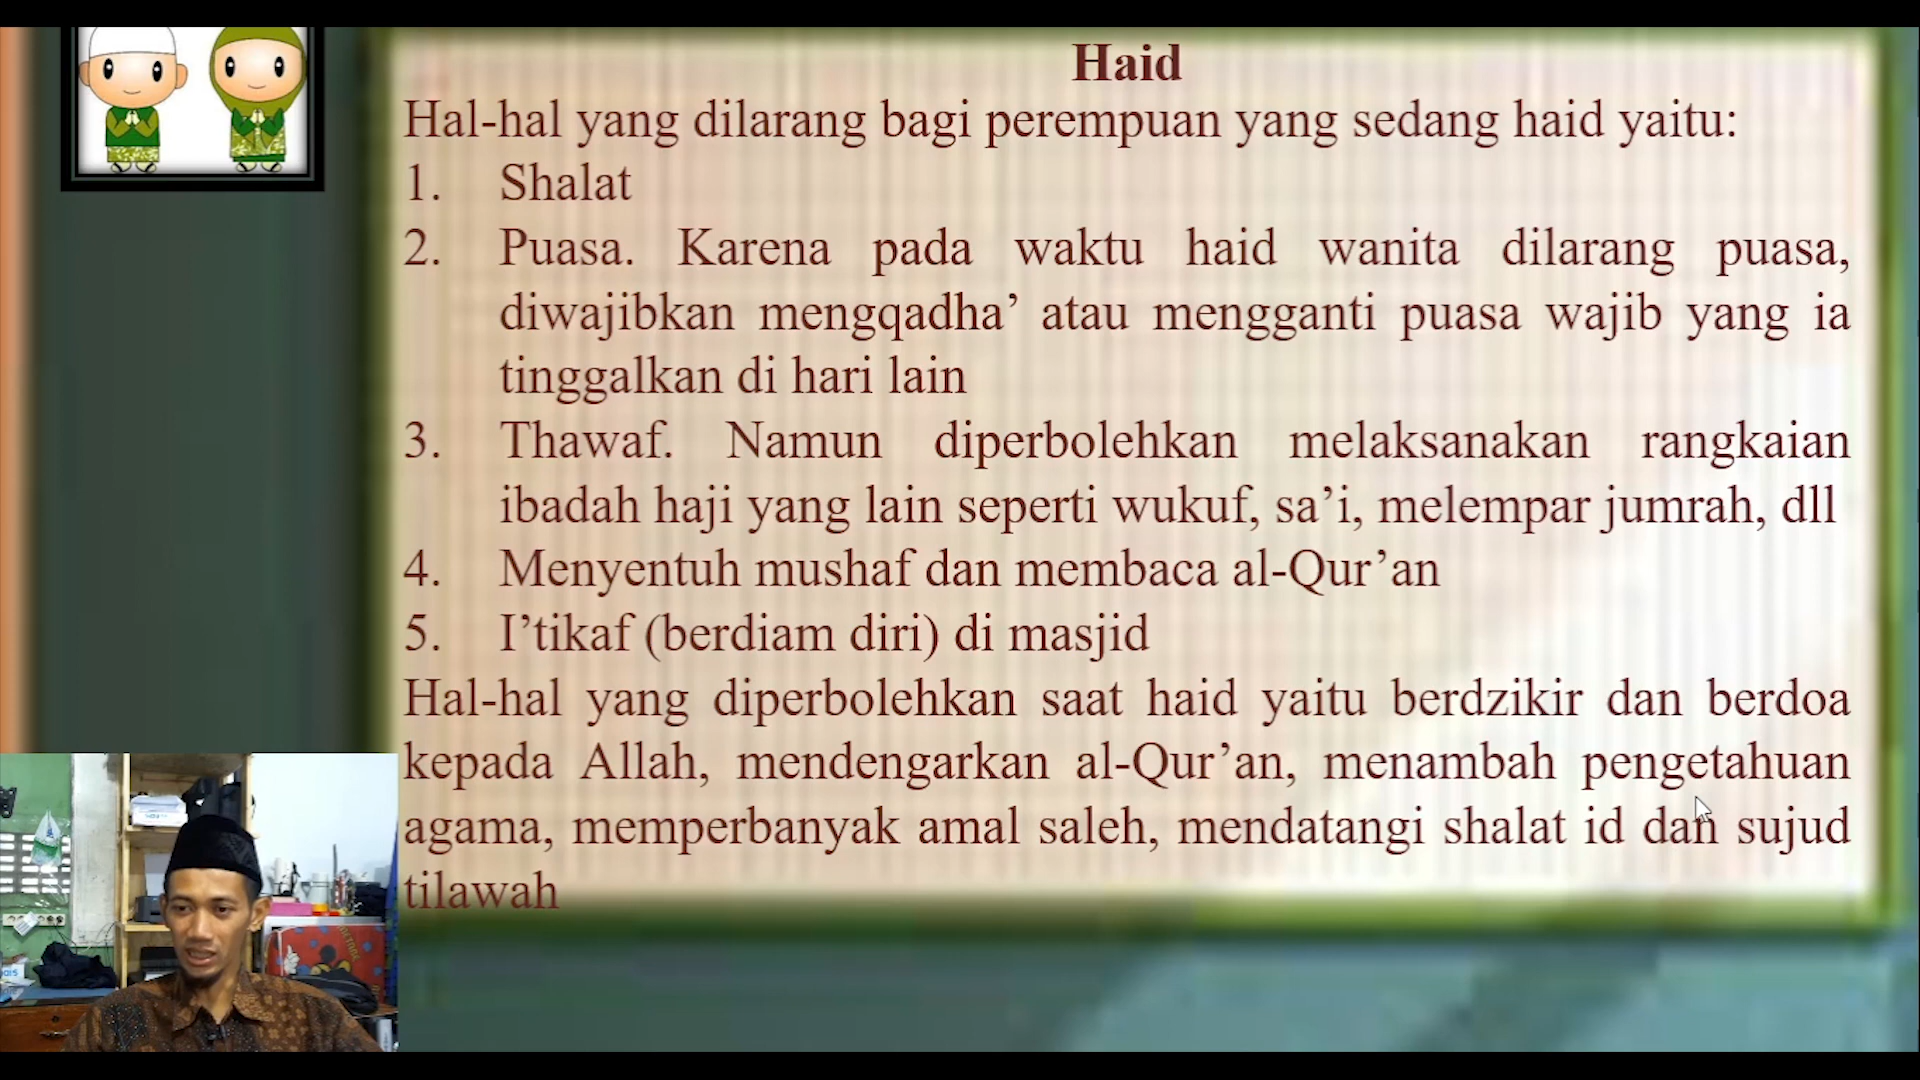 Haid
Hal-hal yang dilarang bagi perempuan yang sedang haid yaitu:
1. Shalat
2. Puasa. Karena pada waktu haid wanita dilarang puasa,
diwajibkan mengqadha’ atau mengganti puasa wajib yang ia
tinggalkan di hari lain
3. Thawaf. Namun diperbolehkan melaksanakan rangkaian
ibadah haji yang lain seperti wukuf, sa’i, melempar jumrah, dll
4. Menyentuh mushaf dan membaca al-Qur’an
5. I’tikaf (berdiam diri) di masjid
Hal-hal yang diperbolehkan saat haid yaitu berdzikir dan berdoa
kepada Allah, mendengarkan al-Qur’an, menambah pengetahuan
agama, memperbanyak amal saleh, mendatangi shalat id dan sujud
tilawah